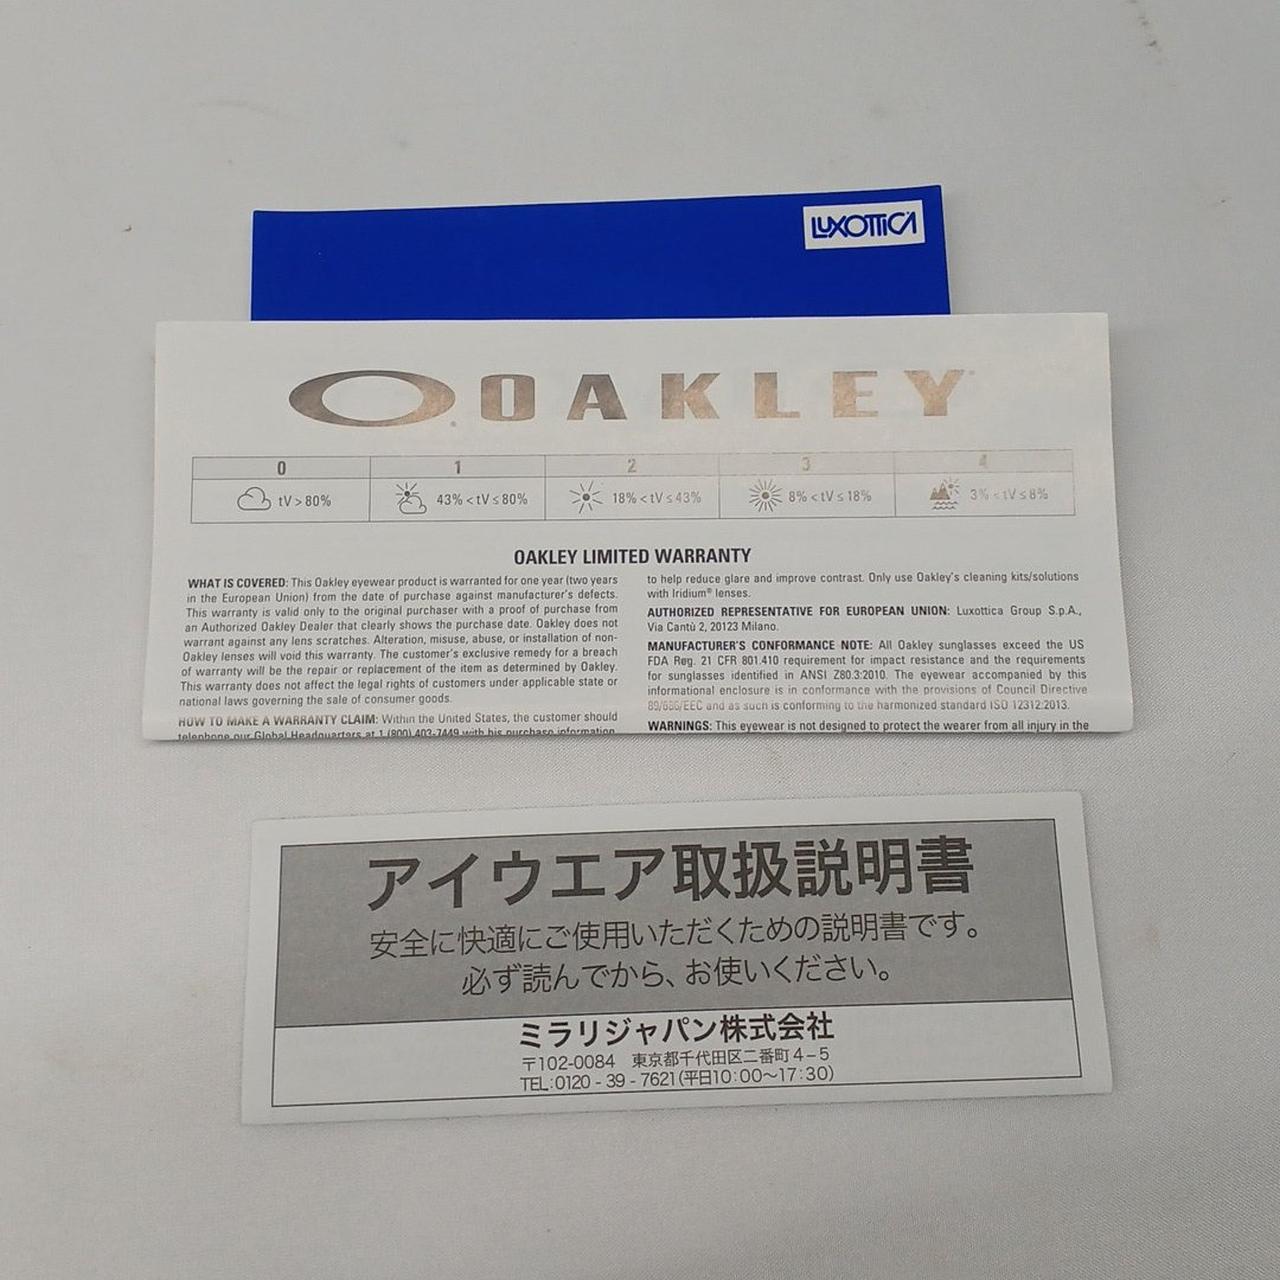 LUXOTTICA
OAKLEY
0 1 2 3 4
tV > 80% 43% < tV ≤ 80% 18% < tV ≤ 43% 8% < tV ≤ 18% 3% < tV ≤ 8%
OAKLEY LIMITED WARRANTY
WHAT IS COVERED: This Oakley eyewear product is warranted for one year (two years
in the European Union) from the date of purchase against manufacturer's defects.
This warranty is valid only to the original purchaser with a proof of purchase from
an Authorized Oakley Dealer that clearly shows the purchase date. Oakley does not
warrant against any lens scratches. Alteration, misuse, abuse, or installation of non-
Oakley lenses will void this warranty. The customer's exclusive remedy for a breach
of warranty will be the repair or replacement of the item as determined by Oakley.
This warranty does not affect the legal rights of customers under applicable state or
national laws governing the sale of consumer goods.
HOW TO MAKE A WARRANTY CLAIM: Within the United States, the customer should
telephone our Global Headquarters at 1 (800) 403-7449 with his purchase information,
to help reduce glare and improve contrast. Only use Oakley's cleaning kits/solutions
with Iridium® lenses.
AUTHORIZED REPRESENTATIVE FOR EUROPEAN UNION: Luxottica Group S.p.A.,
Via Cantù 2, 20123 Milano.
MANUFACTURER'S CONFORMANCE NOTE: All Oakley sunglasses exceed the US
FDA Reg. 21 CFR 801.410 requirement for impact resistance and the requirements
for sunglasses identified in ANSI Z80.3:2010. The eyewear accompanied by this
informational enclosure is in conformance with the provisions of Council Directive
89/686/EEC and as such is conforming to the harmonized standard ISO 12312:2013.
WARNINGS: This eyewear is not designed to protect the wearer from all injury in the
アイウエア取扱説明書
安全に快適にご使用いただくための説明書です。
必ず読んでから、お使いください。
ミラリジャパン株式会社
〒102-0084 東京都千代田区二番町4-5
TEL:0120-39-7621(平日10:00〜17:30)